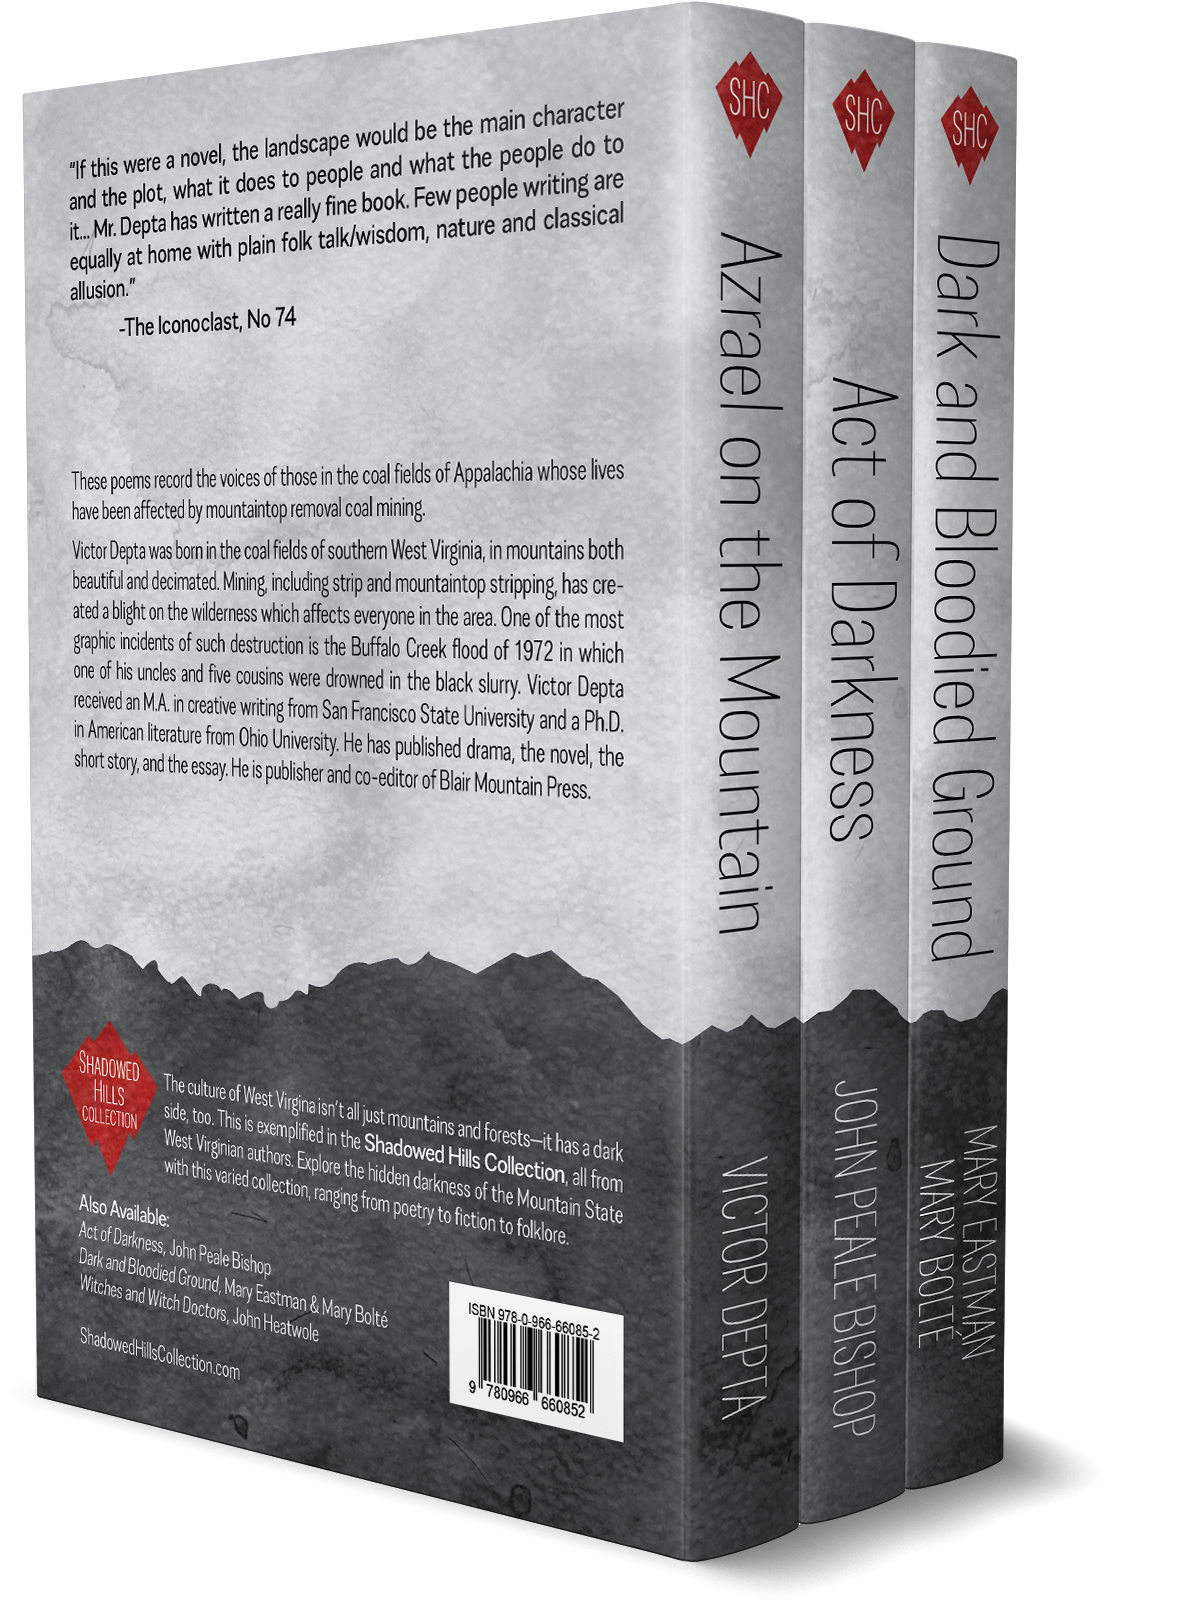 "If this were a novel, the landscape would be the main character
and the plot, what it does to people and what the people do to
it... Mr. Depta has written a really fine book. Few people writing are
equally at home with plain folk talk/wisdom, nature and classical
allusion."
-The Iconoclast, No 74
These poems record the voices of those in the coal fields of Appalachia whose lives
have been affected by mountaintop removal coal mining.
Victor Depta was born in the coal fields of southern West Virginia, in mountains both
beautiful and decimated. Mining, including strip and mountaintop stripping, has cre-
ated a blight on the wilderness which affects everyone in the area. One of the most
graphic incidents of such destruction is the Buffalo Creek flood of 1972 in which
one of his uncles and five cousins were drowned in the black slurry. Victor Depta
received an M.A. in creative writing from San Francisco State University and a Ph.D.
in American literature from Ohio University. He has published drama, the novel, the
short story, and the essay. He is publisher and co-editor of Blair Mountain Press.
SHADOWED
HILLS
COLLECTION
The culture of West Virgina isn't all just mountains and forests—it has a dark
side, too. This is exemplified in the Shadowed Hills Collection, all from
West Virginian authors. Explore the hidden darkness of the Mountain State
with this varied collection, ranging from poetry to fiction to folklore.
Also Available:
Act of Darkness, John Peale Bishop
Dark and Bloodied Ground, Mary Eastman & Mary Bolté
Witches and Witch Doctors, John Heatwole
ShadowedHillsCollection.com
ISBN 978-0-966-66085-2
9 780966 660852
SHC
Azrael on the Mountain
VICTOR DEPTA
SHC
Act of Darkness
JOHN PEALE BISHOP
SHC
Dark and Bloodied Ground
MARY EASTMAN
MARY BOLTÉ